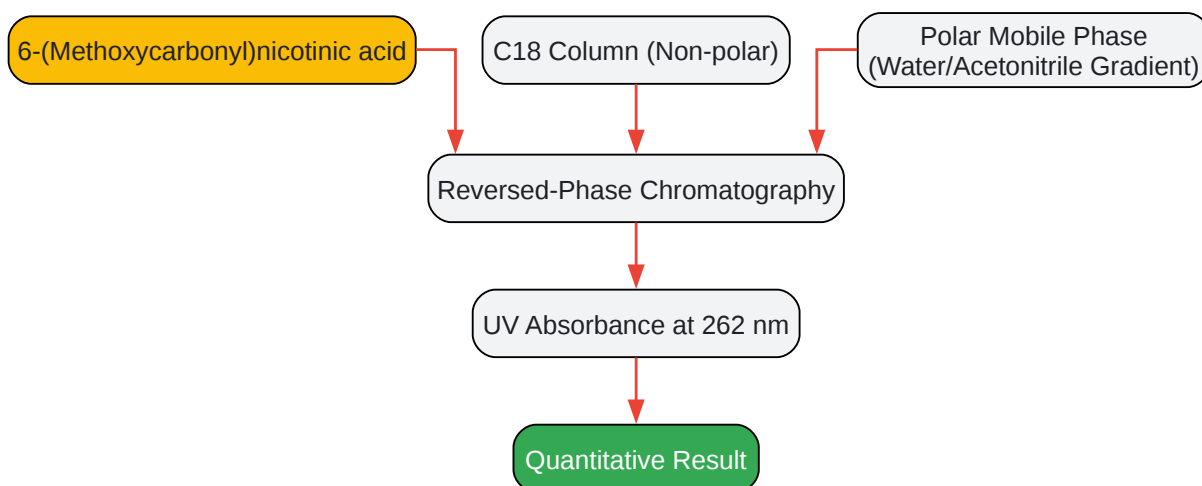 6-(Methoxycarbonyl)nicotinic acid
C18 Column (Non-polar)
Polar Mobile Phase
(Water/Acetonitrile Gradient)
Reversed-Phase Chromatography
UV Absorbance at 262 nm
Quantitative Result